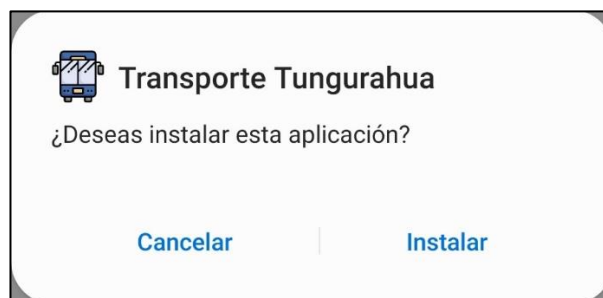 Transporte Tungurahua
¿Deseas instalar esta aplicación?
Cancelar
Instalar